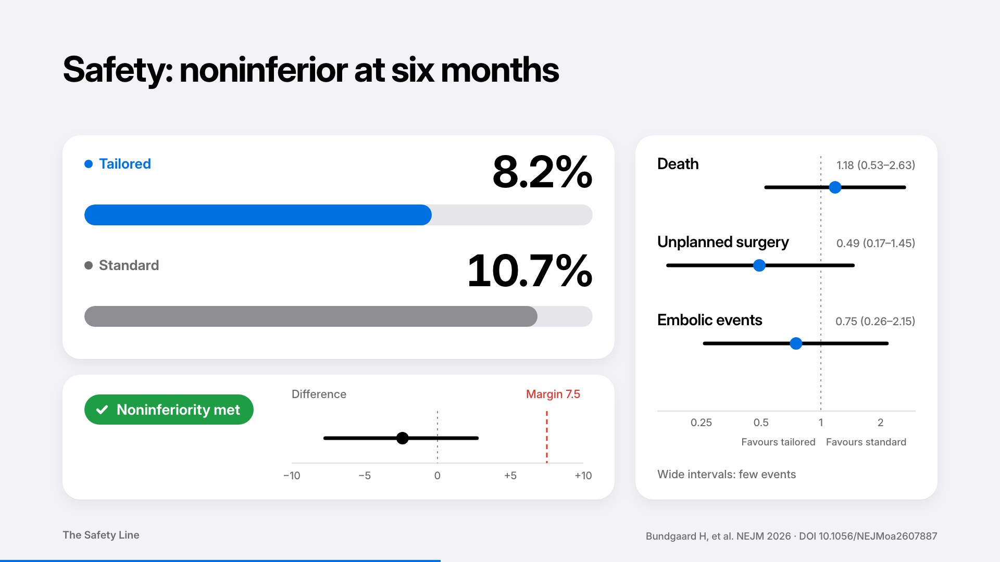 Safety: noninferior at six months
Tailored
8.2%
Standard
10.7%
Noninferiority met
Difference
Margin 7.5
−10
−5
0
+5
+10
Death
1.18 (0.53–2.63)
Unplanned surgery
0.49 (0.17–1.45)
Embolic events
0.75 (0.26–2.15)
0.25
0.5
1
2
Favours tailored
Favours standard
Wide intervals: few events
The Safety Line
Bundgaard H, et al. NEJM 2026 · DOI 10.1056/NEJMoa2607887